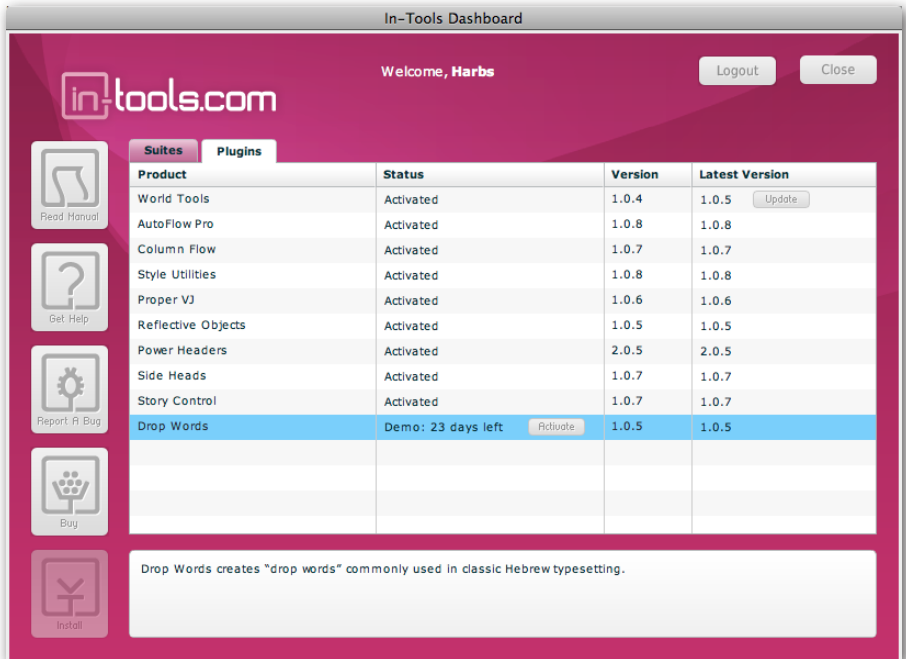 In-Tools Dashboard
in-tools.com
Welcome, Harbs
Logout
Close
Suites
Plugins
Product Status Version Latest Version
World Tools Activated 1.0.4 1.0.5 Update
AutoFlow Pro Activated 1.0.8 1.0.8
Column Flow Activated 1.0.7 1.0.7
Style Utilities Activated 1.0.8 1.0.8
Proper VJ Activated 1.0.6 1.0.6
Reflective Objects Activated 1.0.5 1.0.5
Power Headers Activated 2.0.5 2.0.5
Side Heads Activated 1.0.7 1.0.7
Story Control Activated 1.0.7 1.0.7
Drop Words Demo: 23 days left Activate 1.0.5 1.0.5
Read Manual
Get Help
Report A Bug
Buy
Install
Drop Words creates “drop words” commonly used in classic Hebrew typesetting.